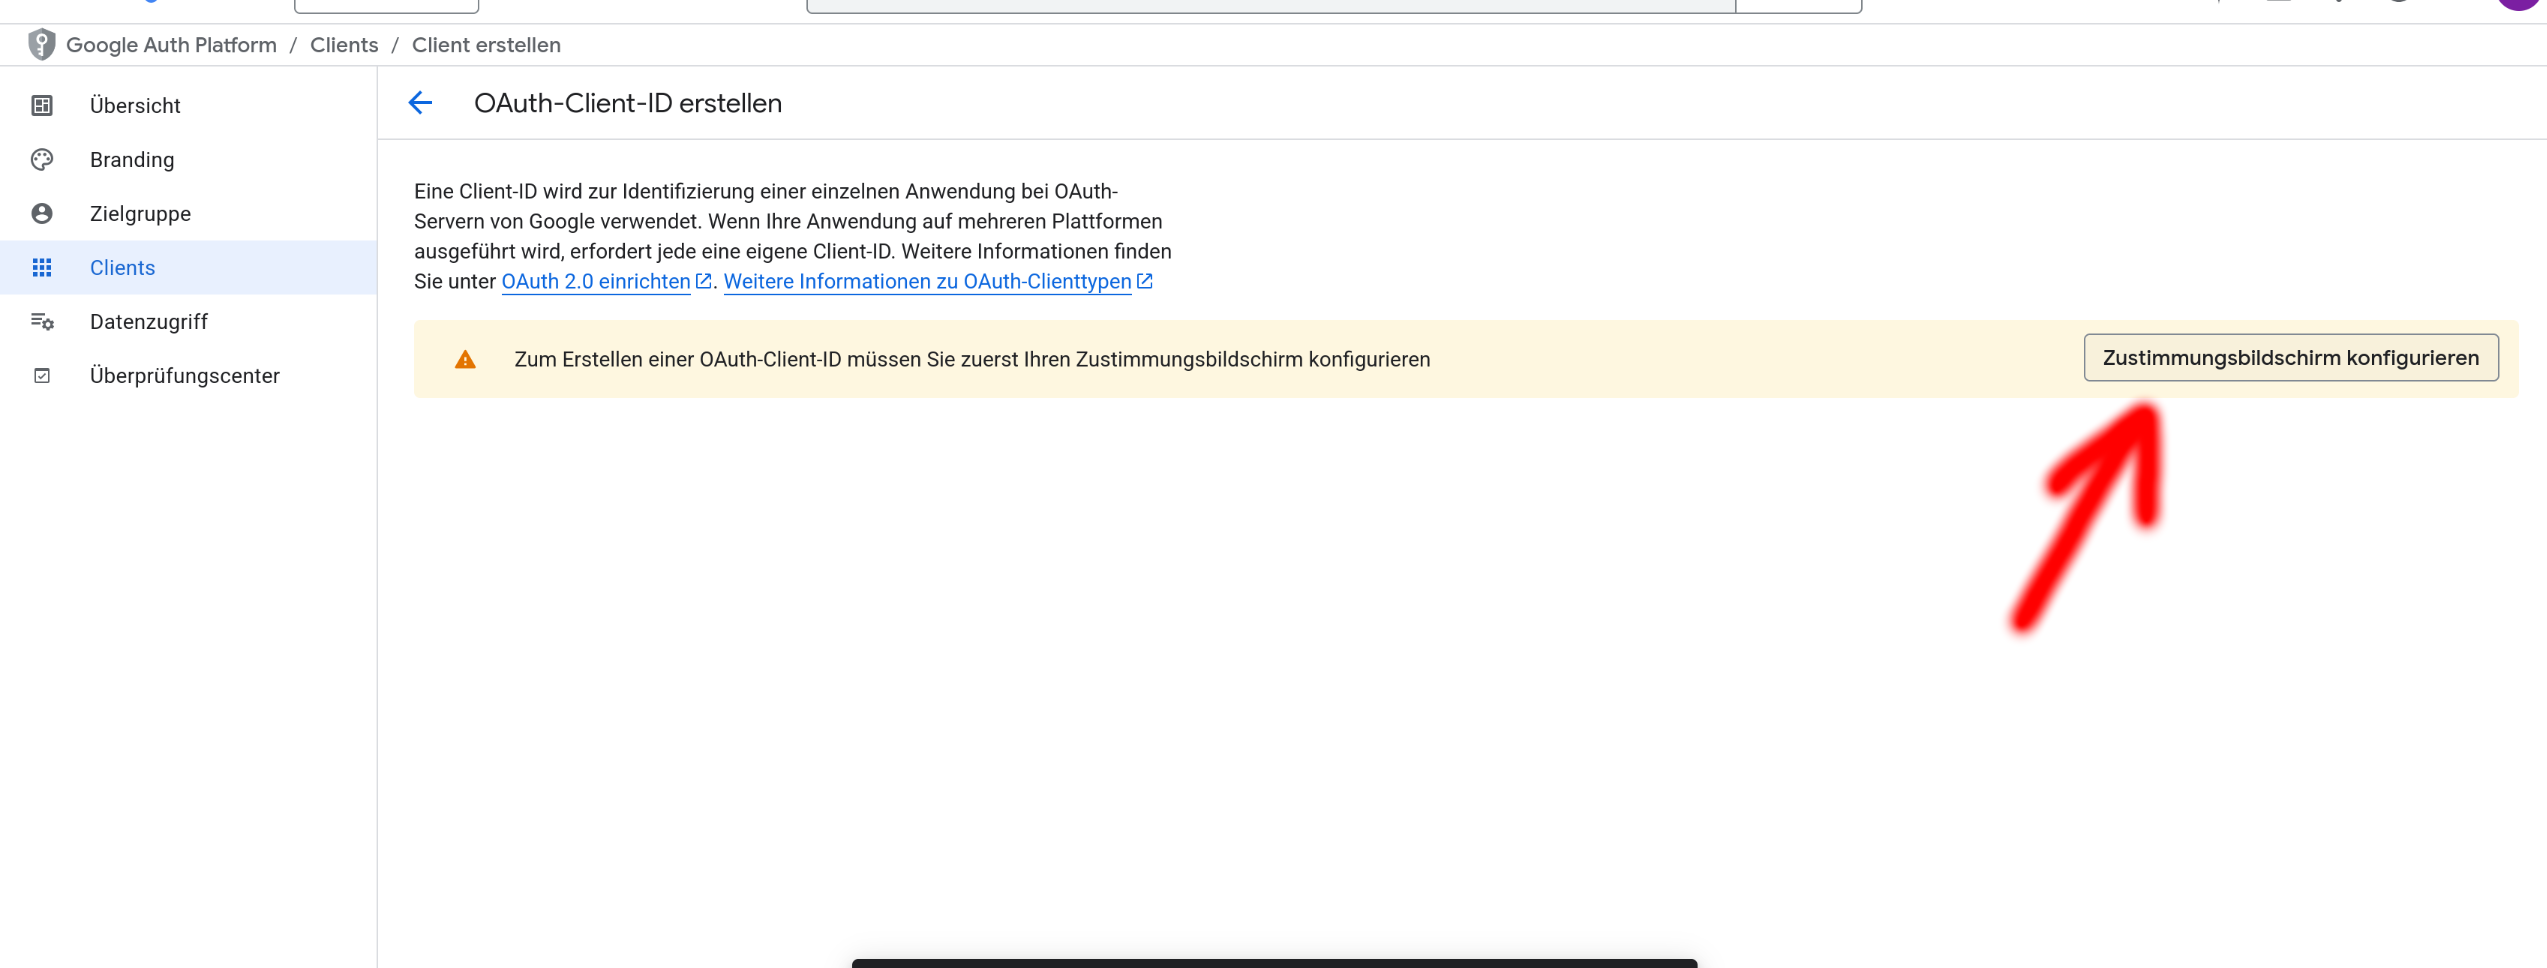 Google Auth Platform / Clients / Client erstellen
Übersicht
Branding
Zielgruppe
Clients
Datenzugriff
Überprüfungscenter
OAuth-Client-ID erstellen
Eine Client-ID wird zur Identifizierung einer einzelnen Anwendung bei OAuth-
Servern von Google verwendet. Wenn Ihre Anwendung auf mehreren Plattformen
ausgeführt wird, erfordert jede eine eigene Client-ID. Weitere Informationen finden
Sie unter OAuth 2.0 einrichten. Weitere Informationen zu OAuth-Clienttypen
Zum Erstellen einer OAuth-Client-ID müssen Sie zuerst Ihren Zustimmungsbildschirm konfigurieren
Zustimmungsbildschirm konfigurieren